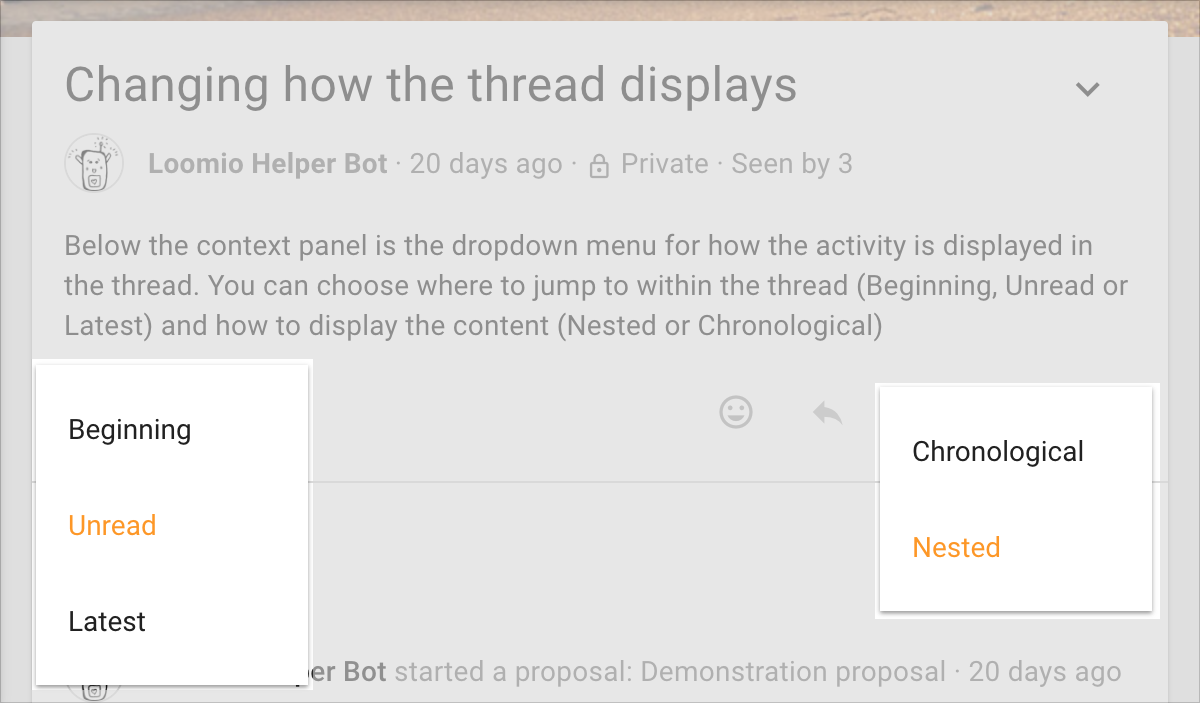 Changing how the thread displays
Loomio Helper Bot · 20 days ago · Private · Seen by 3
Below the context panel is the dropdown menu for how the activity is displayed in
the thread. You can choose where to jump to within the thread (Beginning, Unread or
Latest) and how to display the content (Nested or Chronological)
Beginning
Unread
Latest
Chronological
Nested
Bot started a proposal: Demonstration proposal · 20 days ago